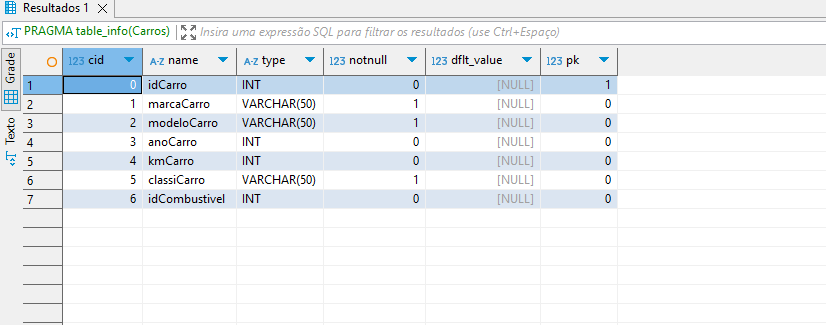 Resultados 1
PRAGMA table_info(Carros) Insira uma expressão SQL para filtrar os resultados (use Ctrl+Espaço)
Grade
Texto
123 cid A-Z name A-Z type 123 notnull 123 dflt_value 123 pk
1 0 idCarro INT 0 [NULL] 1
2 1 marcaCarro VARCHAR(50) 1 [NULL] 0
3 2 modeloCarro VARCHAR(50) 1 [NULL] 0
4 3 anoCarro INT 0 [NULL] 0
5 4 kmCarro INT 0 [NULL] 0
6 5 classiCarro VARCHAR(50) 1 [NULL] 0
7 6 idCombustivel INT 0 [NULL] 0